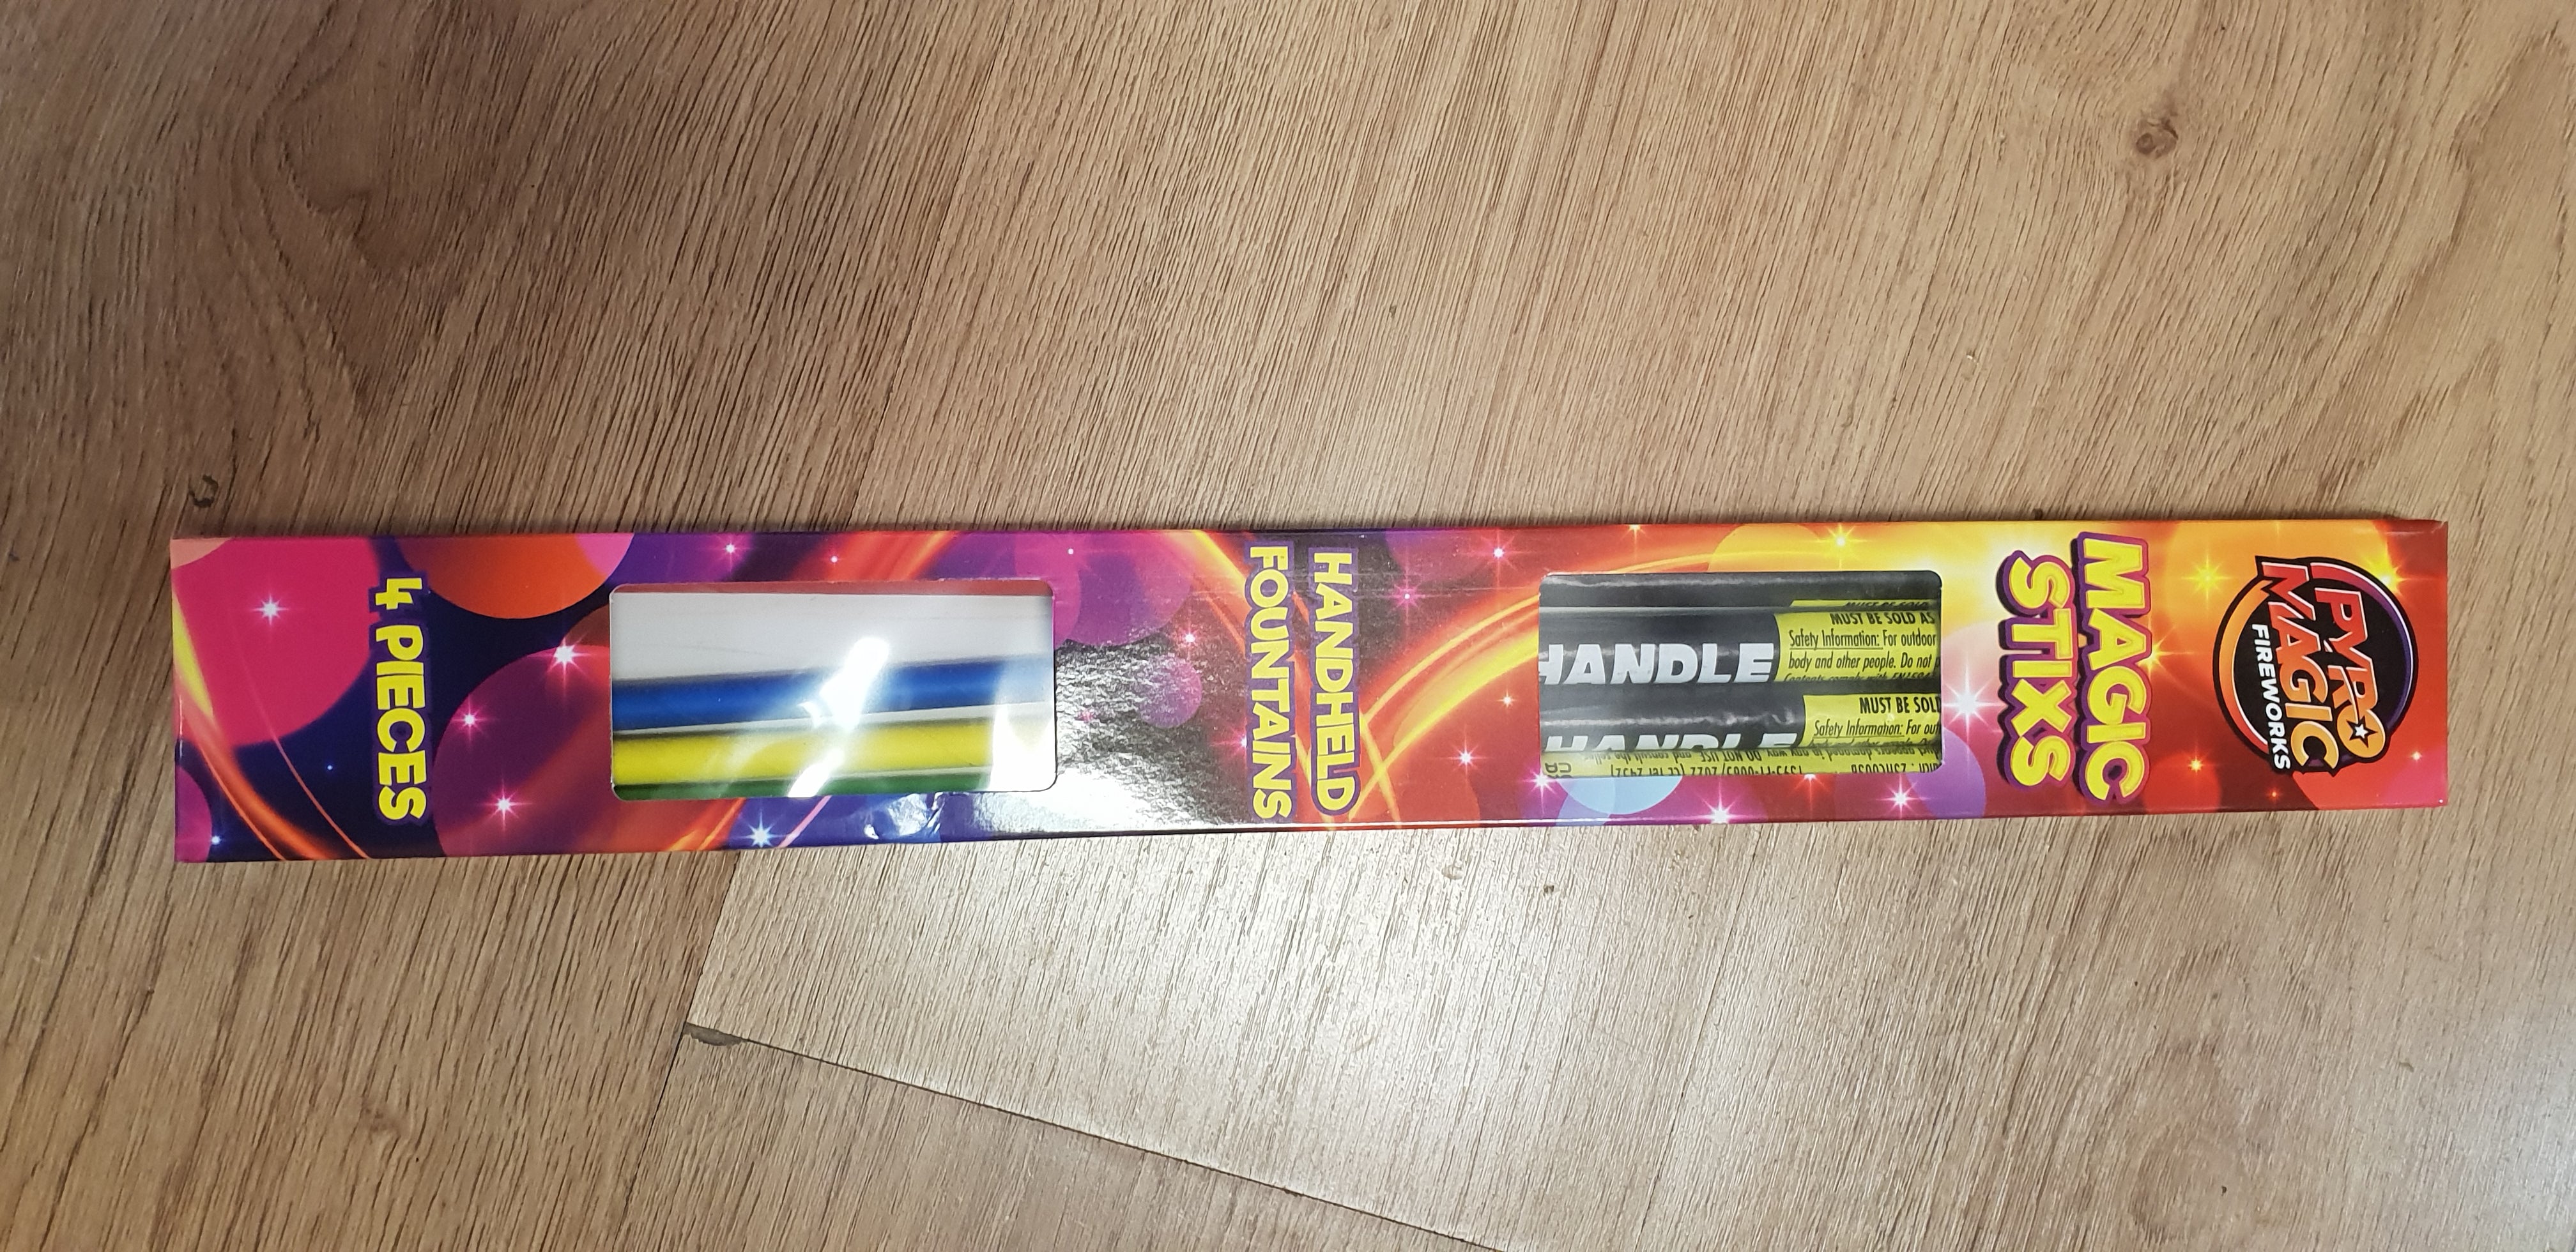 PYRO
MAGIC
FIREWORKS
MAGIC
STIXS
MUST BE SOLD AS
Safety Information: For outdoor
body and other people. Do not
HANDLE
MUST BE SOLD
Safety Information: For out
HANDLE
HANDHELD
FOUNTAINS
4 PIECES